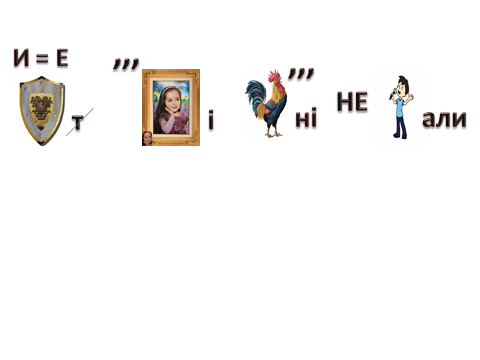 И = Е ,,, ,,,
т і ні НЕ али